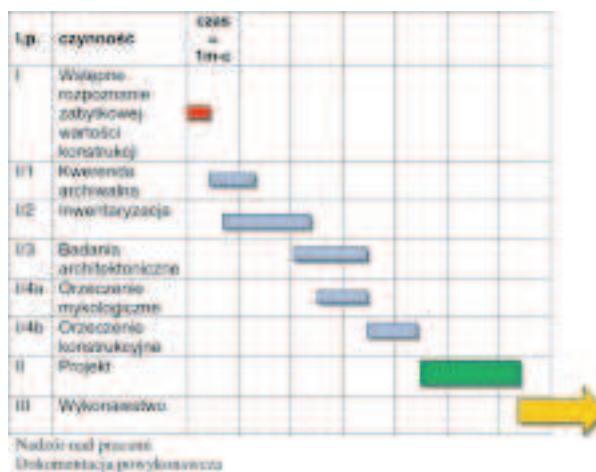 l.p. czynność czas
=
1m-c
I Wstępne
rozpoznanie
zabytkowej
wartości
konstrukcji
I/1 Kwerenda
archiwalna
I/2 Inwentaryzacja
I/3 Badania
architektoniczne
I/4a Orzeczenie
mykologiczne
I/4b Orzeczenie
konstrukcyjne
II Projekt
III Wykonawstwo
Nadzór nad pracami
Dokumentacja powykonawcza